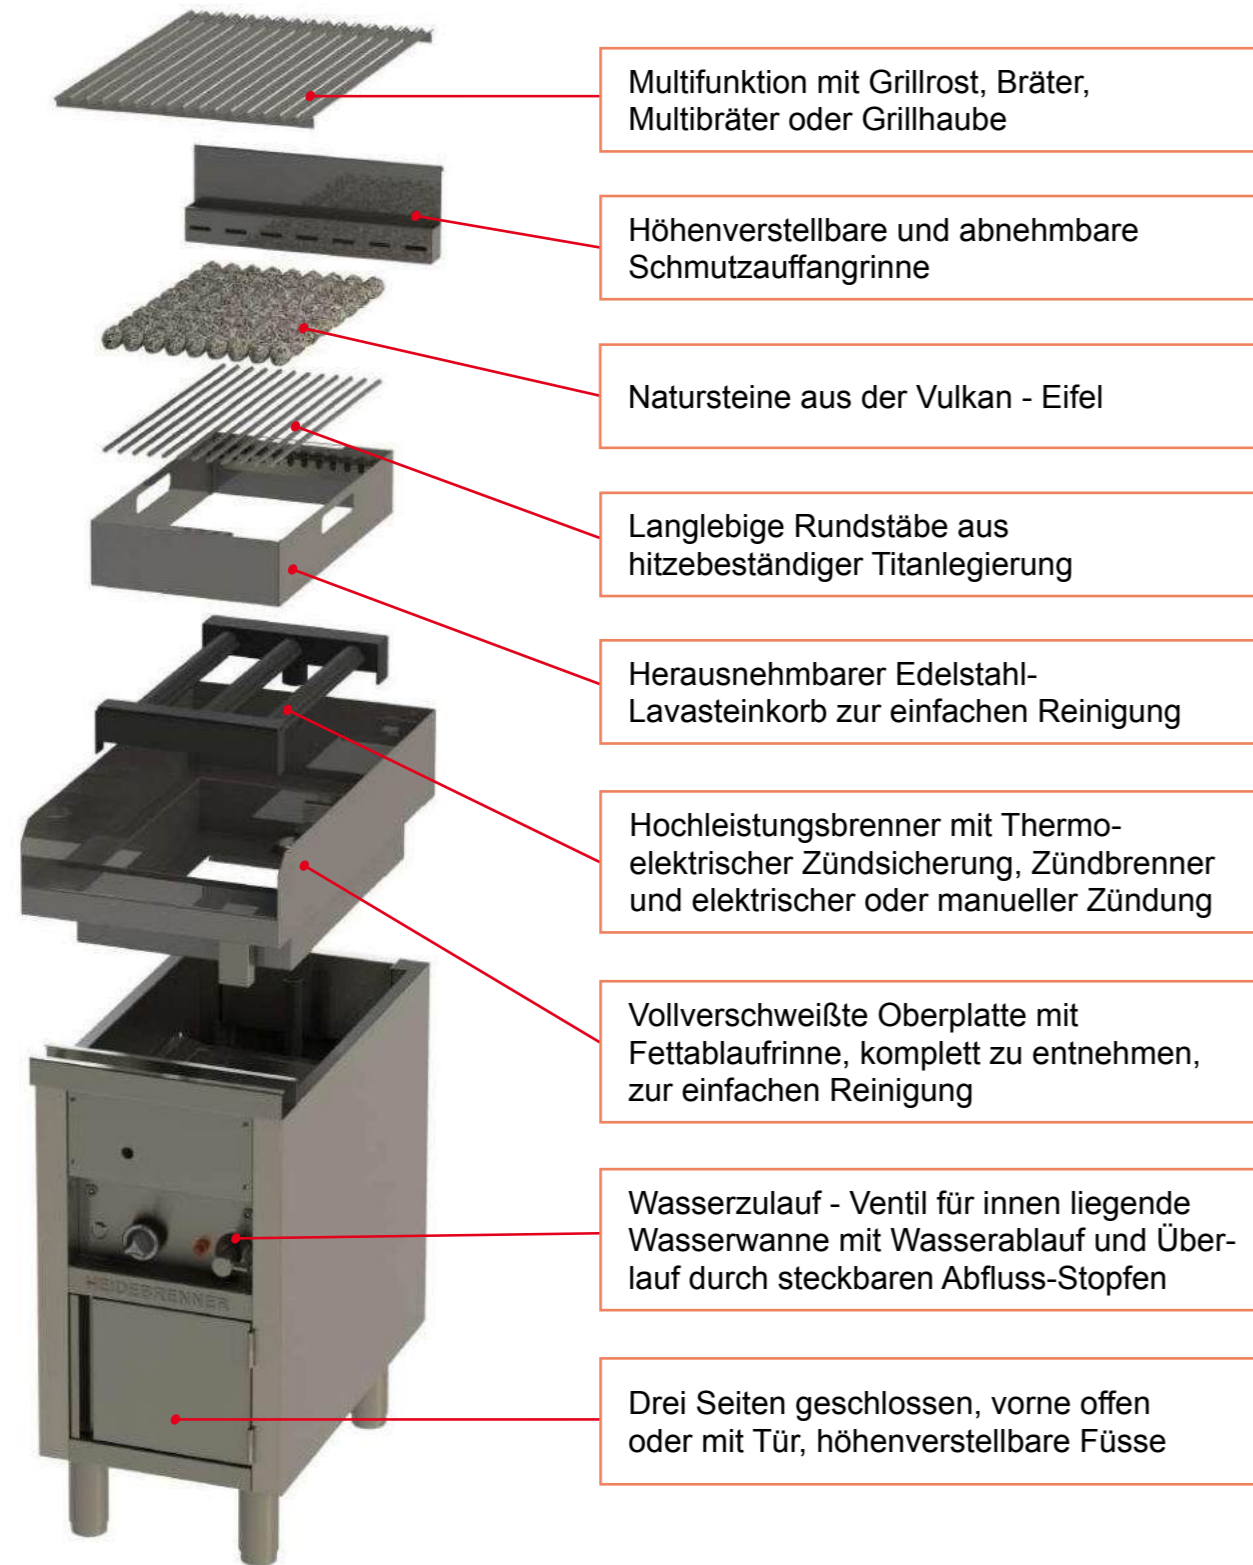 Multifunktion mit Grillrost, Bräter,
Multibräter oder Grillhaube
Höhenverstellbare und abnehmbare
Schmutzauffangrinne
Natursteine aus der Vulkan - Eifel
Langlebige Rundstäbe aus
hitzebeständiger Titanlegierung
Herausnehmbarer Edelstahl-
Lavasteinkorb zur einfachen Reinigung
Hochleistungsbrenner mit Thermo-
elektrischer Zündsicherung, Zündbrenner
und elektrischer oder manueller Zündung
Vollverschweißte Oberplatte mit
Fettablaufrinne, komplett zu entnehmen,
zur einfachen Reinigung
Wasserzulauf - Ventil für innen liegende
Wasserwanne mit Wasserablauf und Über-
lauf durch steckbaren Abfluss-Stopfen
HEIDEBRENNER
Drei Seiten geschlossen, vorne offen
oder mit Tür, höhenverstellbare Füsse